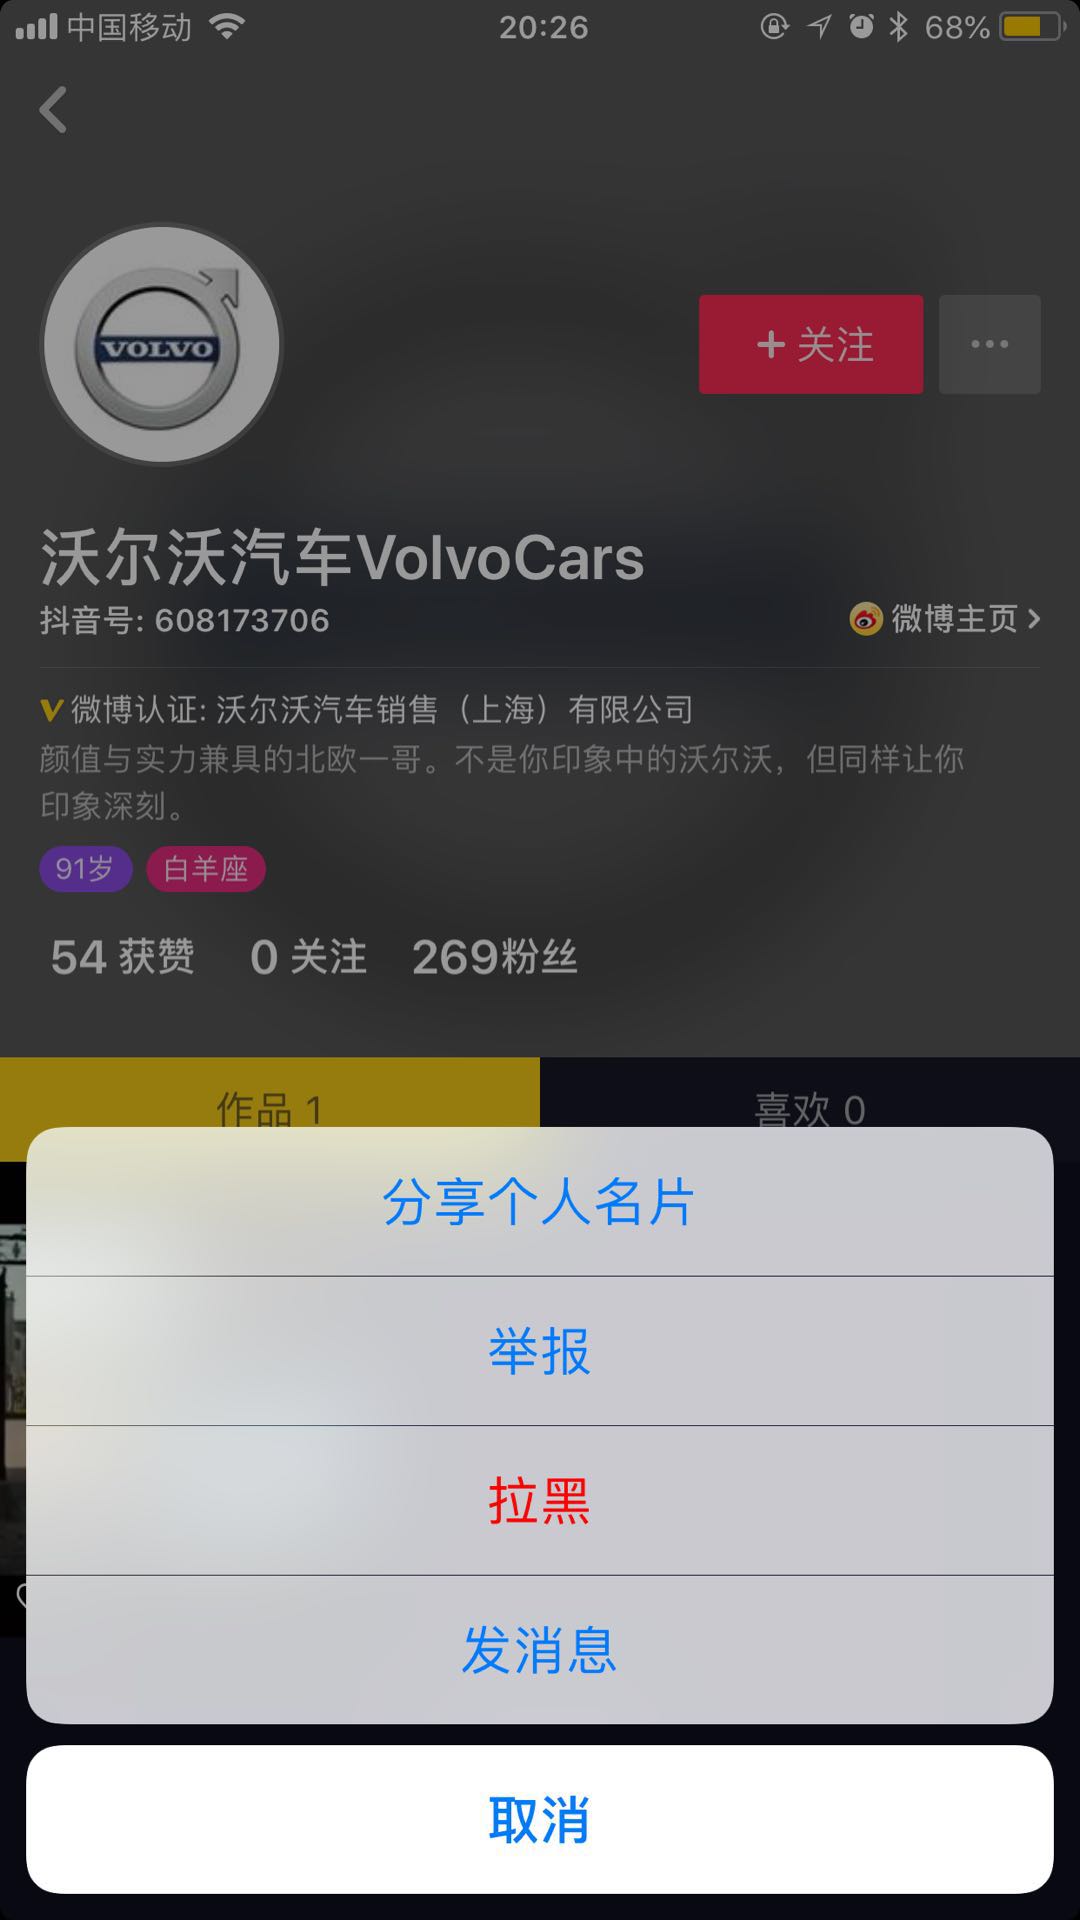 中国移动
20:26
68%
VOLVO
+ 关注
沃尔沃汽车VolvoCars
抖音号: 608173706
微博主页
微博认证: 沃尔沃汽车销售（上海）有限公司
颜值与实力兼具的北欧一哥。不是你印象中的沃尔沃，但同样让你
印象深刻。
91岁
白羊座
54 获赞
0 关注
269粉丝
作品 1
喜欢 0
分享个人名片
举报
拉黑
发消息
取消